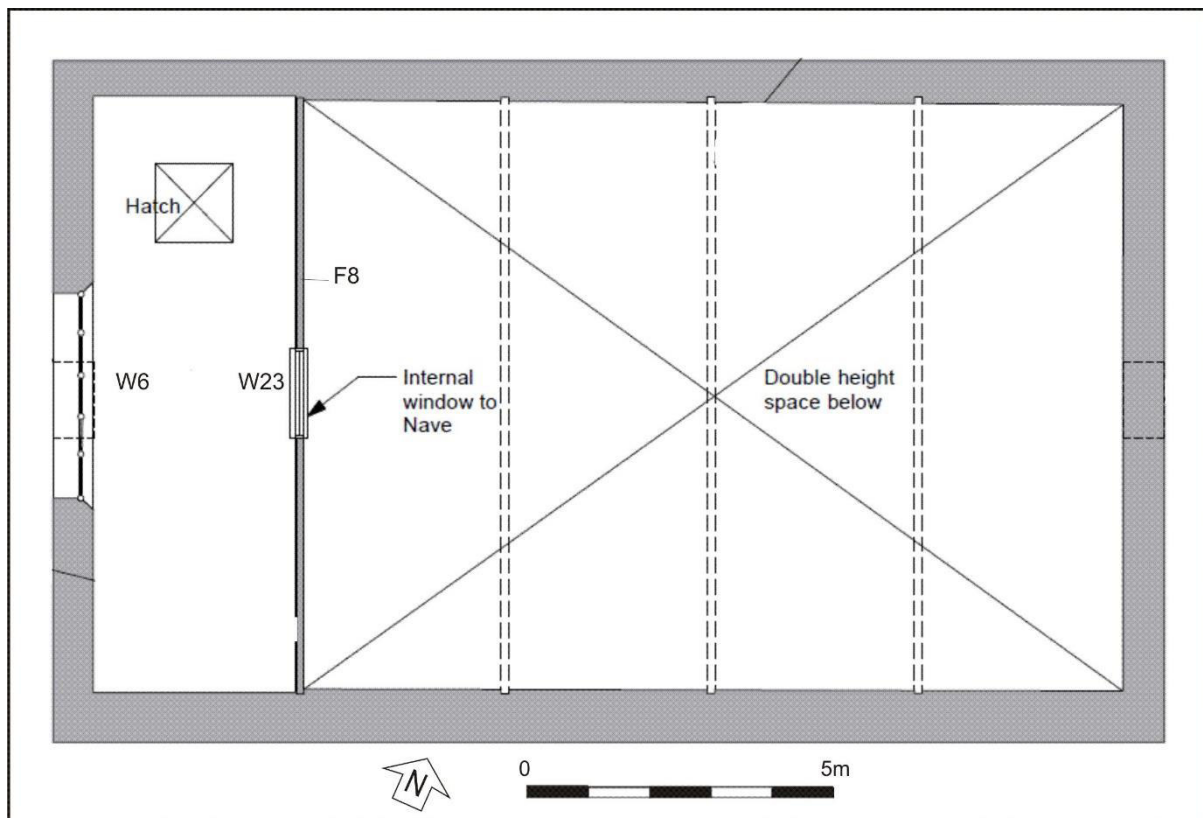 Hatch
F8
W6
W23
Internal
window to
Nave
Double height
space below
N
0 5m